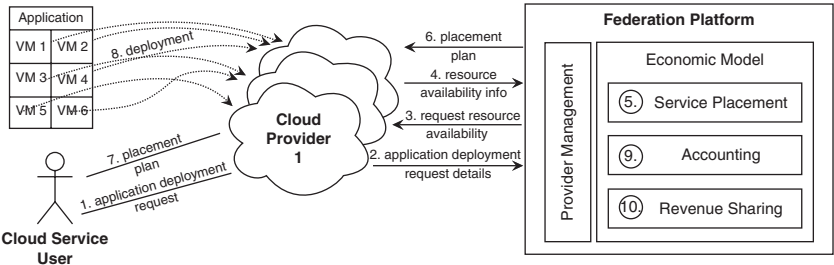 Application
VM 1 VM 2
VM 3 VM 4
VM 5 VM 6
8. deployment
Cloud
Provider
1
7. placement
plan
1. application deployment
request
Cloud Service
User
6. placement
plan
4. resource
availability info
3. request resource
availability
2. application deployment
request details
Federation Platform
Provider Management
Economic Model
5. Service Placement
9. Accounting
10. Revenue Sharing